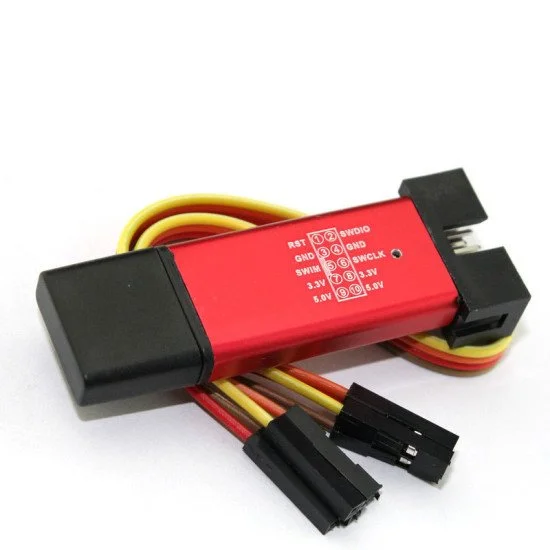 RST ① ② SWDIO
GND ③ ④ GND
SWIM ⑤ ⑥ SWCLK
3.3V ⑦ ⑧ 3.3V
5.0V ⑨ ⑩ 5.0V